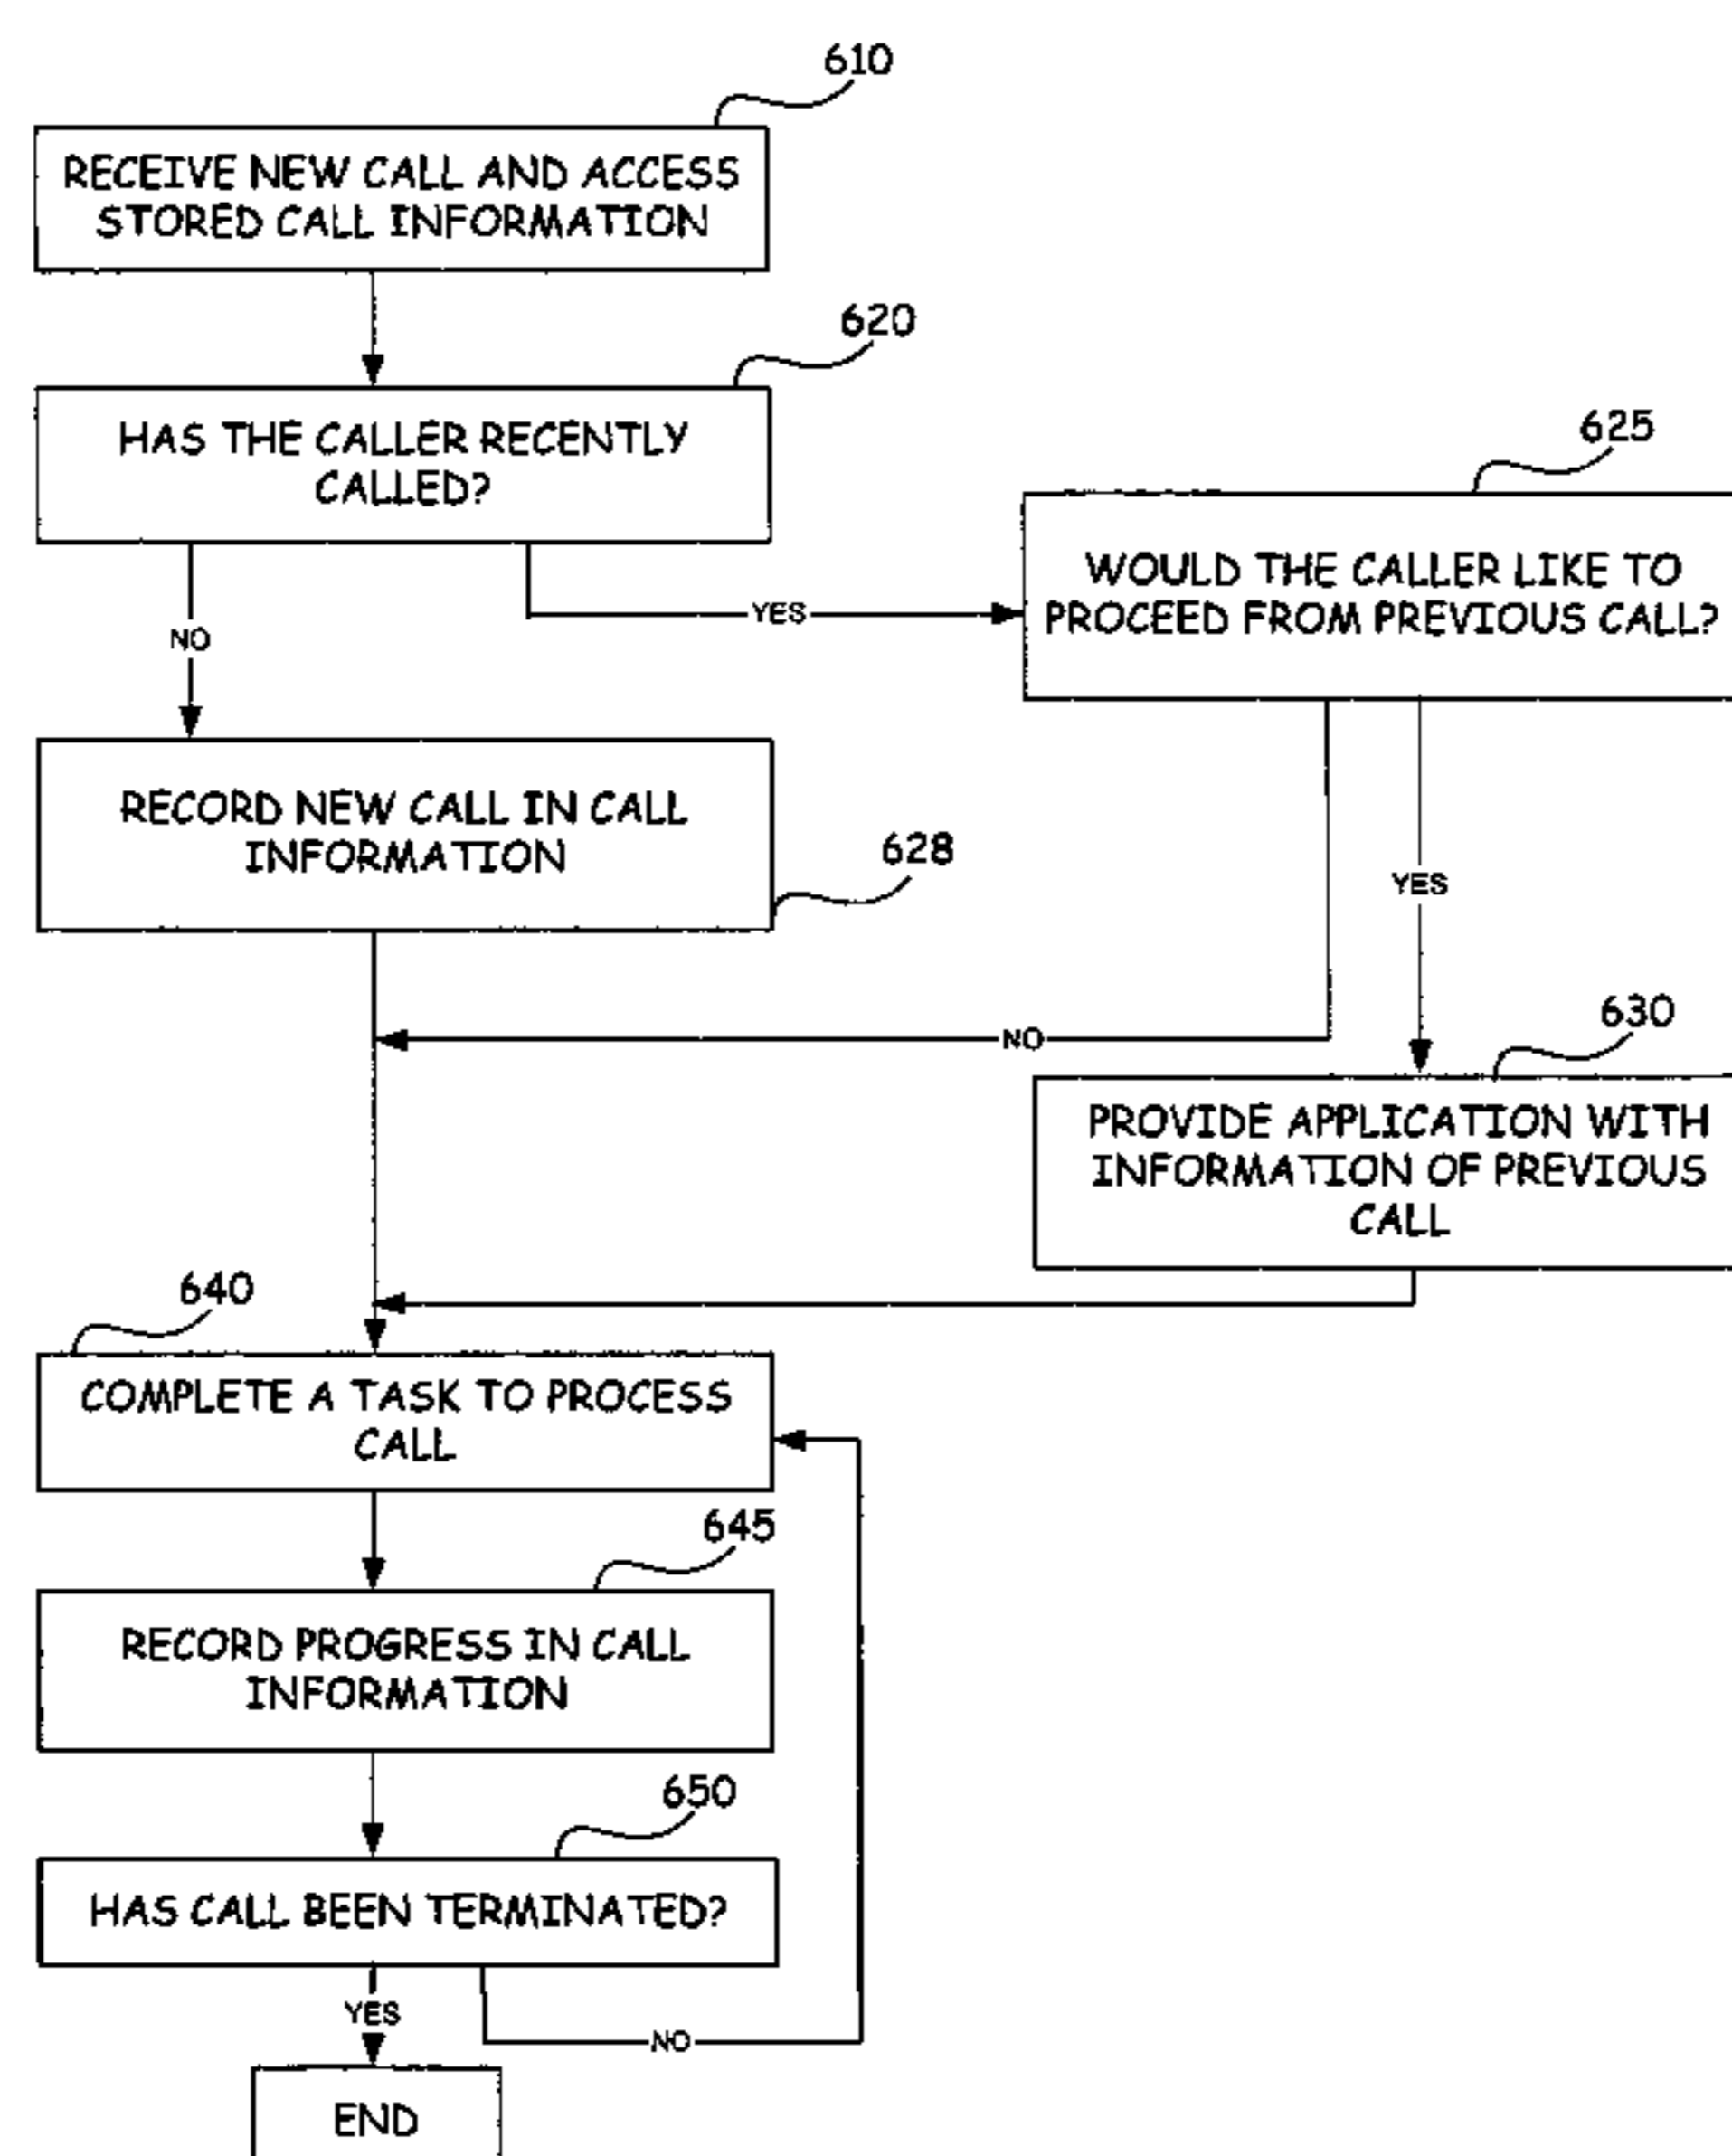 610
RECEIVE NEW CALL AND ACCESS
STORED CALL INFORMATION
620
HAS THE CALLER RECENTLY
CALLED?
625
WOULD THE CALLER LIKE TO
PROCEED FROM PREVIOUS CALL?
YES
NO
RECORD NEW CALL IN CALL
INFORMATION
628
YES
NO
630
PROVIDE APPLICATION WITH
INFORMATION OF PREVIOUS
CALL
640
COMPLETE A TASK TO PROCESS
CALL
645
RECORD PROGRESS IN CALL
INFORMATION
650
HAS CALL BEEN TERMINATED?
YES
NO
END